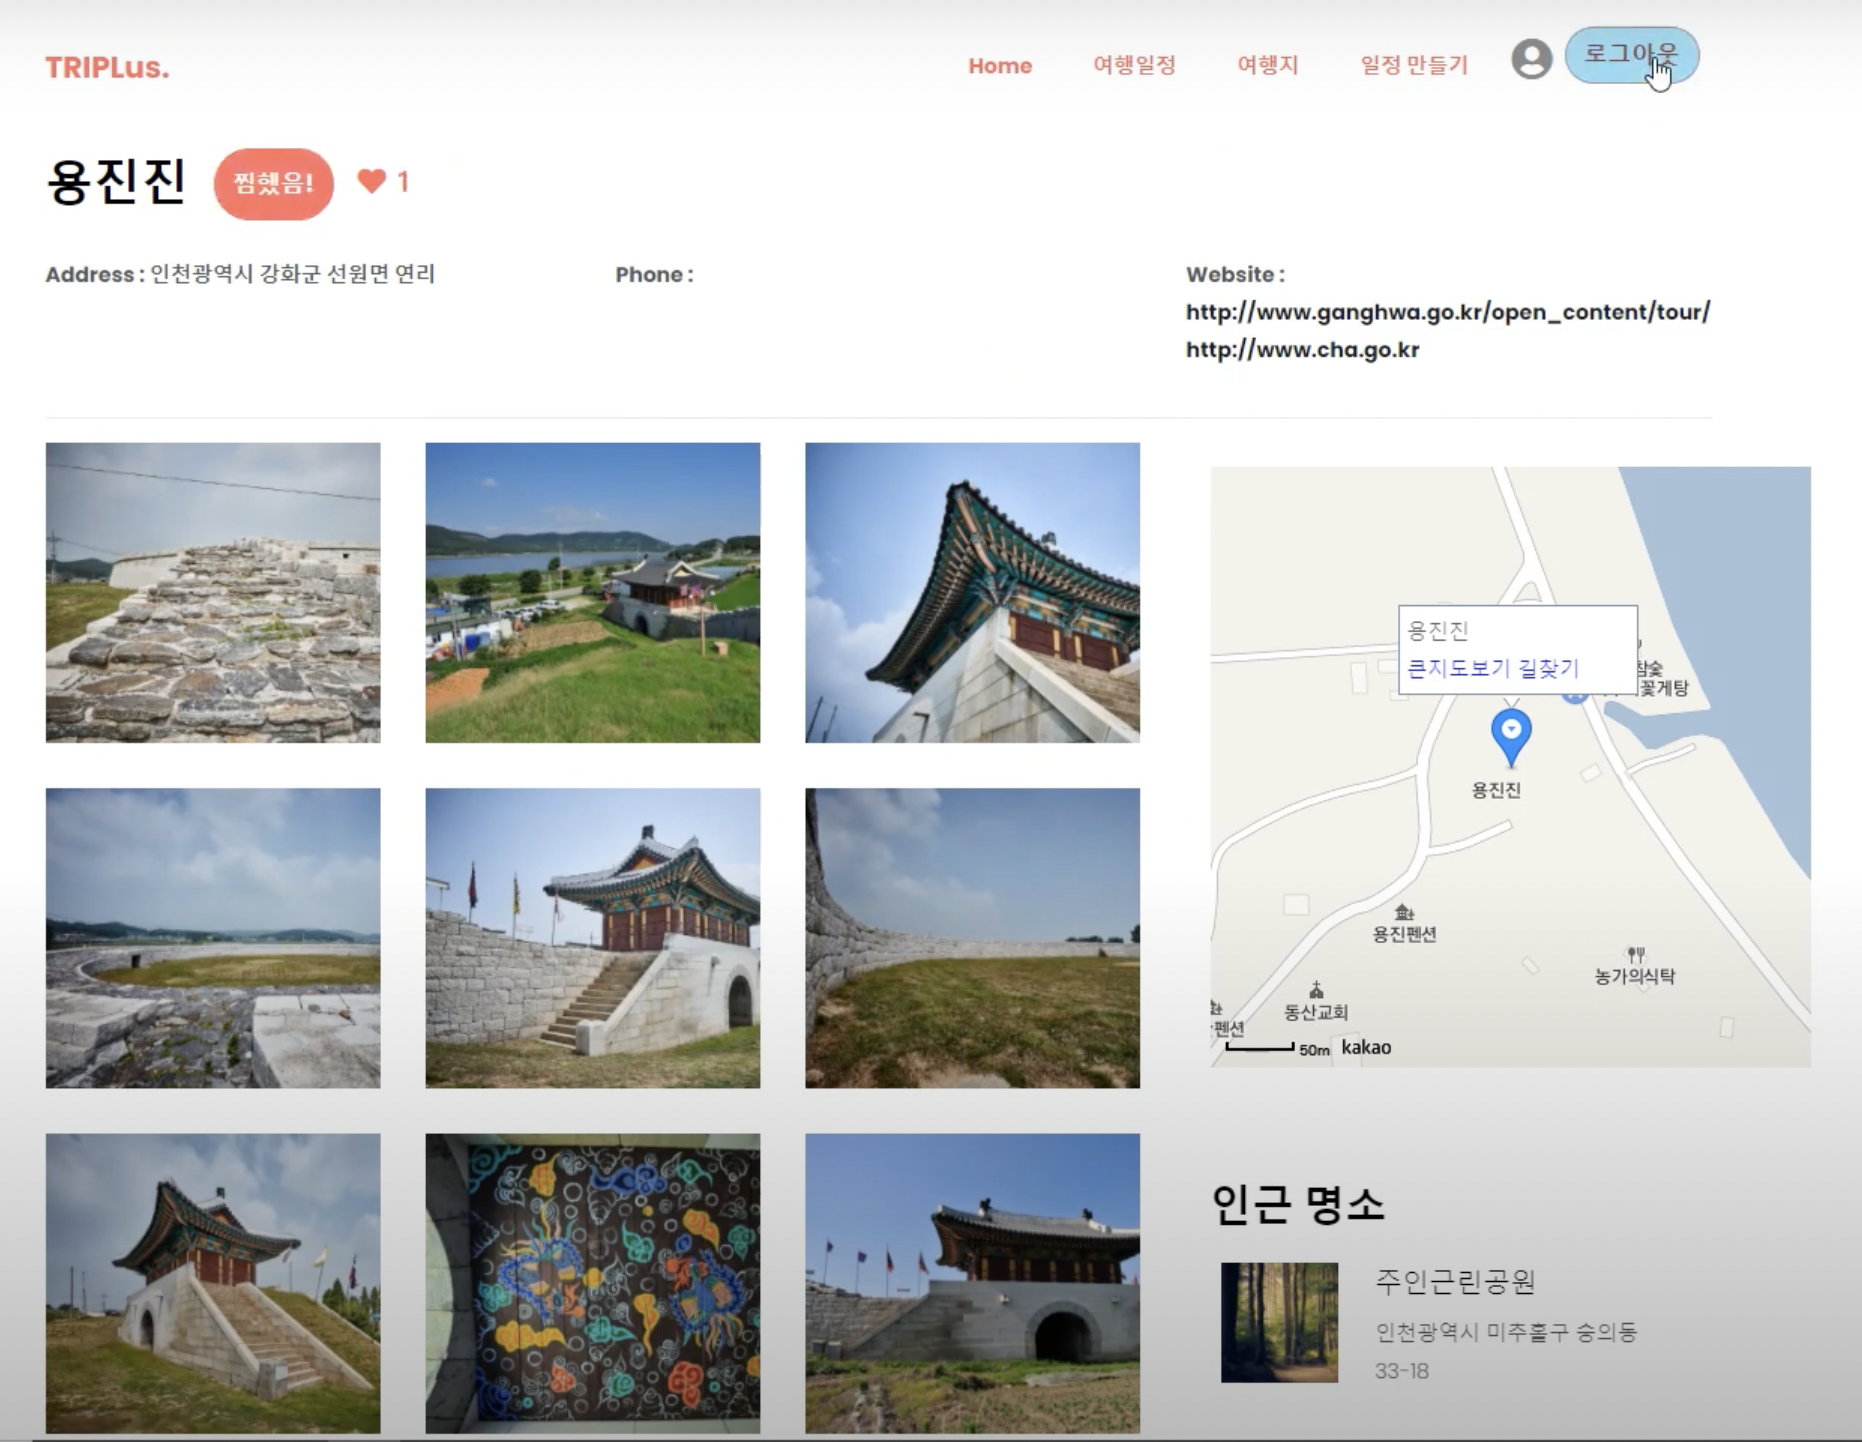 TRIPLus.
Home 여행일정 여행지 일정 만들기 로그아웃
용진진 찜했음! 1
Address : 인천광역시 강화군 선원면 연리
Phone :
Website :
http://www.ganghwa.go.kr/open_content/tour/
http://www.cha.go.kr
용진진
큰지도보기 길찾기
참숯
꽃게탕
용진진
용진펜션
농가의식탁
동산교회
펜션
50m kakao
인근 명소
주인근린공원
인천광역시 미추홀구 숭의동
33-18